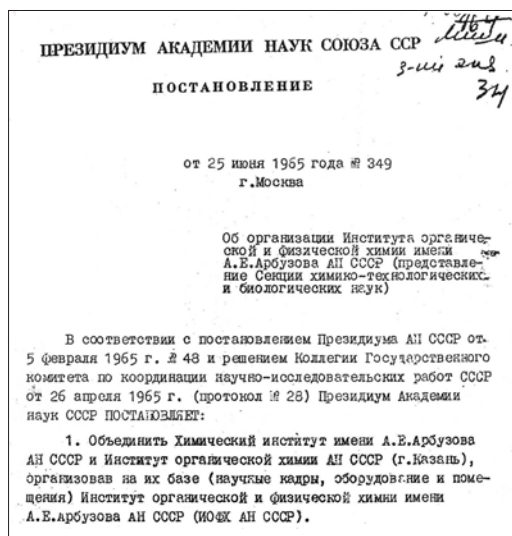 ПРЕЗИДИУМ АКАДЕМИИ НАУК СОЮЗА ССР
3-ий экз.
34
ПОСТАНОВЛЕНИЕ
от 25 июня 1965 года № 349
г.Москва
Об организации Института органиче-
ской и физической химии имени
А.Е.Арбузова АН СССР (представле-
ние Секции химико-технологических
и биологических наук)
В соответствии с постановлением Президиума АН СССР от
5 февраля 1965 г. № 48 и решением Коллегии Государственного
комитета по координации научно-исследовательских работ СССР
от 26 апреля 1965 г. (протокол № 28) Президиум Академии
наук СССР ПОСТАНОВЛЯЕТ:
1. Объединить Химический институт имени А.Е.Арбузова
АН СССР и Институт органической химии АН СССР (г.Казань),
организовав на их базе (научные кадры, оборудование и поме-
щения) Институт органической и физической химии имени
А.Е.Арбузова АН СССР (ИОФХ АН СССР).